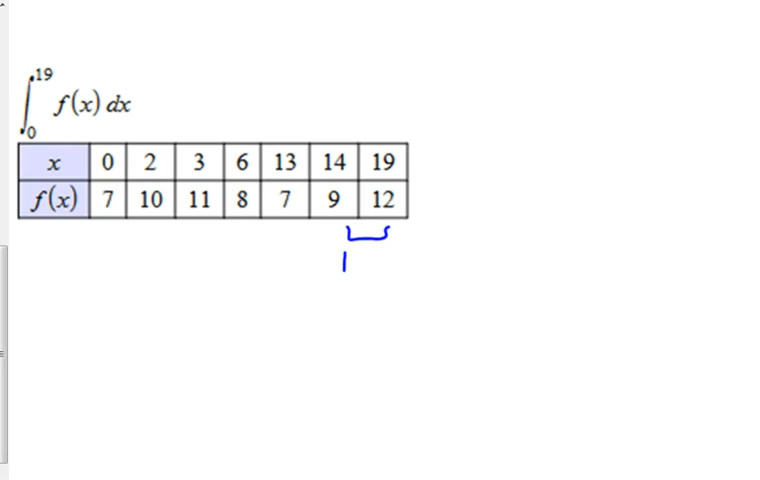 ∫₀¹⁹ f(x) dx
x 0 2 3 6 13 14 19
f(x) 7 10 11 8 7 9 12
1